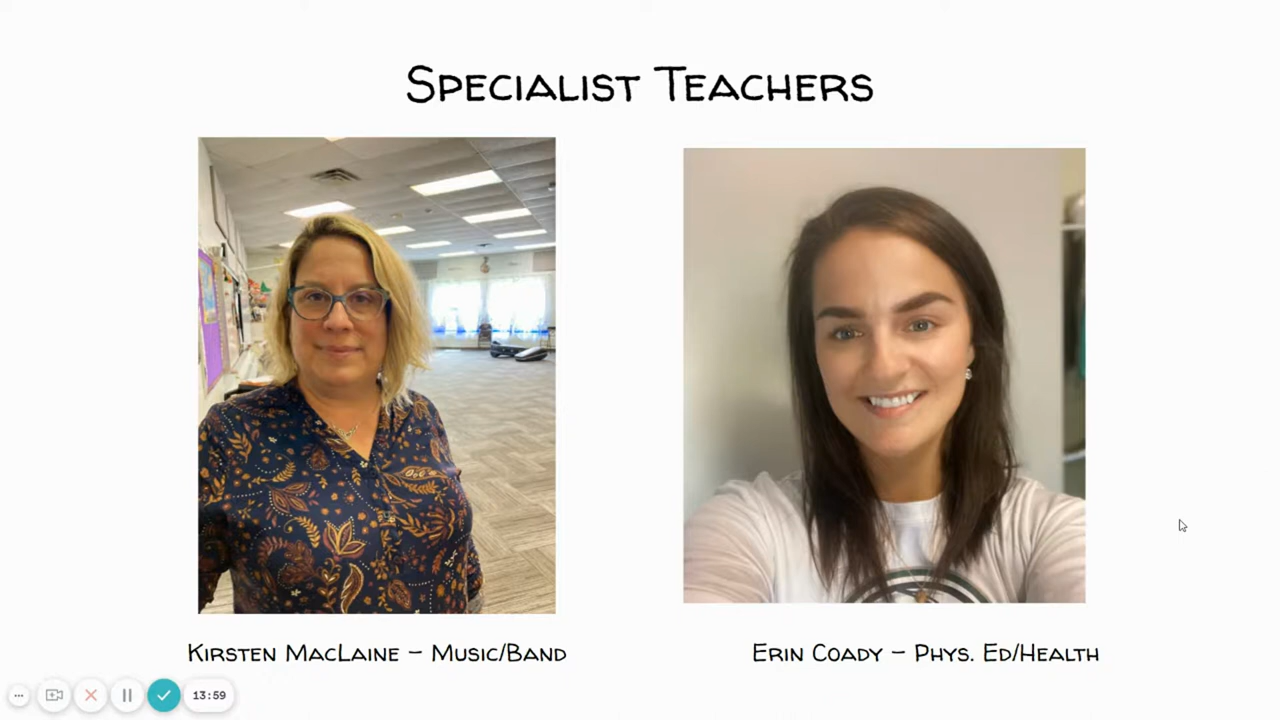 Specialist Teachers
Kirsten MacLaine – Music/Band
Erin Coady – Phys. Ed/Health
13:59